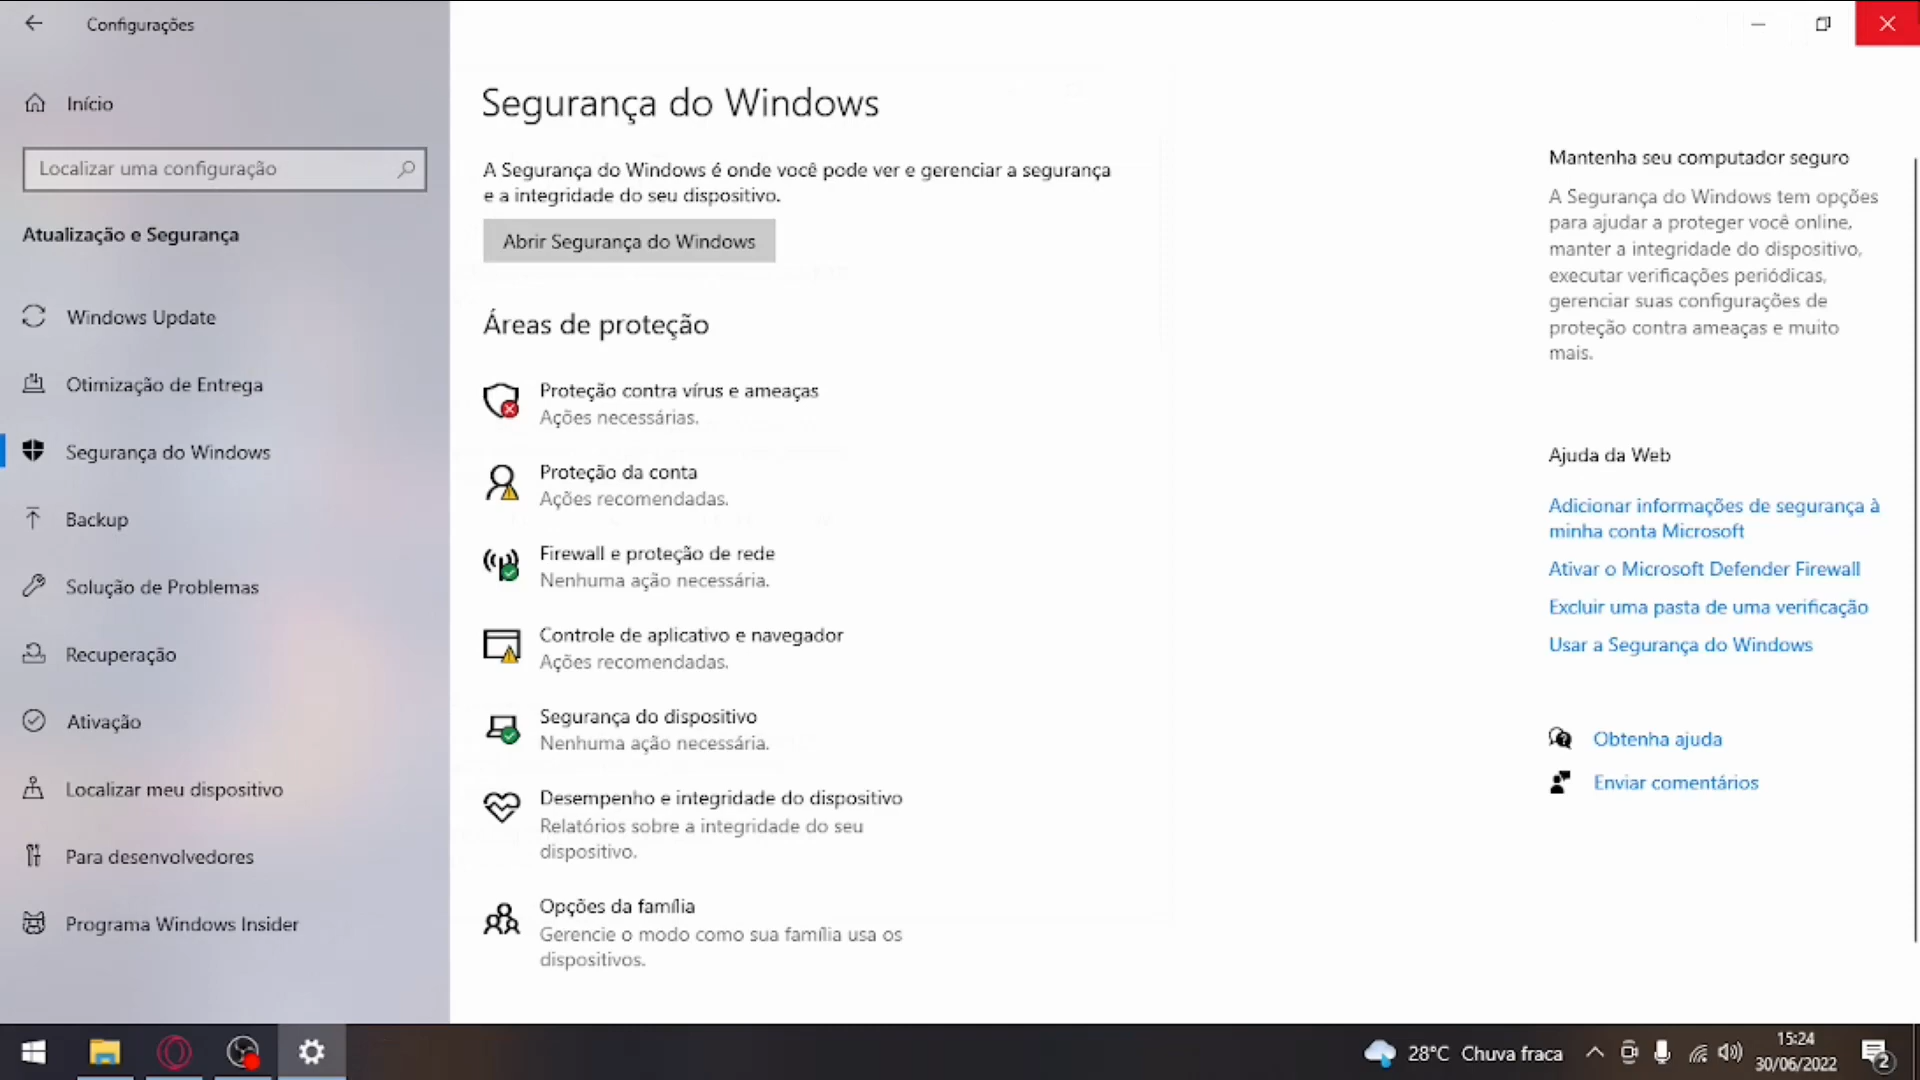 Configurações
Início
Localizar uma configuração
Atualização e Segurança
Windows Update
Otimização de Entrega
Segurança do Windows
Backup
Solução de Problemas
Recuperação
Ativação
Localizar meu dispositivo
Para desenvolvedores
Programa Windows Insider
Segurança do Windows
A Segurança do Windows é onde você pode ver e gerenciar a segurança
e a integridade do seu dispositivo.
Abrir Segurança do Windows
Áreas de proteção
Proteção contra vírus e ameaças
Ações necessárias.
Proteção da conta
Ações recomendadas.
Firewall e proteção de rede
Nenhuma ação necessária.
Controle de aplicativo e navegador
Ações recomendadas.
Segurança do dispositivo
Nenhuma ação necessária.
Desempenho e integridade do dispositivo
Relatórios sobre a integridade do seu
dispositivo.
Opções da família
Gerencie o modo como sua família usa os
dispositivos.
Mantenha seu computador seguro
A Segurança do Windows tem opções
para ajudar a proteger você online,
manter a integridade do dispositivo,
executar verificações periódicas,
gerenciar suas configurações de
proteção contra ameaças e muito
mais.
Ajuda da Web
Adicionar informações de segurança à
minha conta Microsoft
Ativar o Microsoft Defender Firewall
Excluir uma pasta de uma verificação
Usar a Segurança do Windows
Obtenha ajuda
Enviar comentários
28°C Chuva fraca
15:24
30/06/2022
2